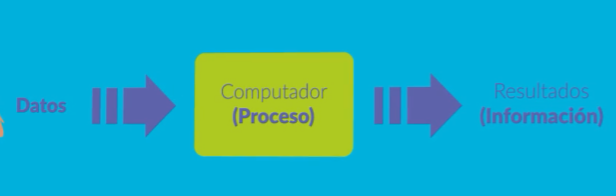 Datos
Computador
(Proceso)
Resultados
(Información)